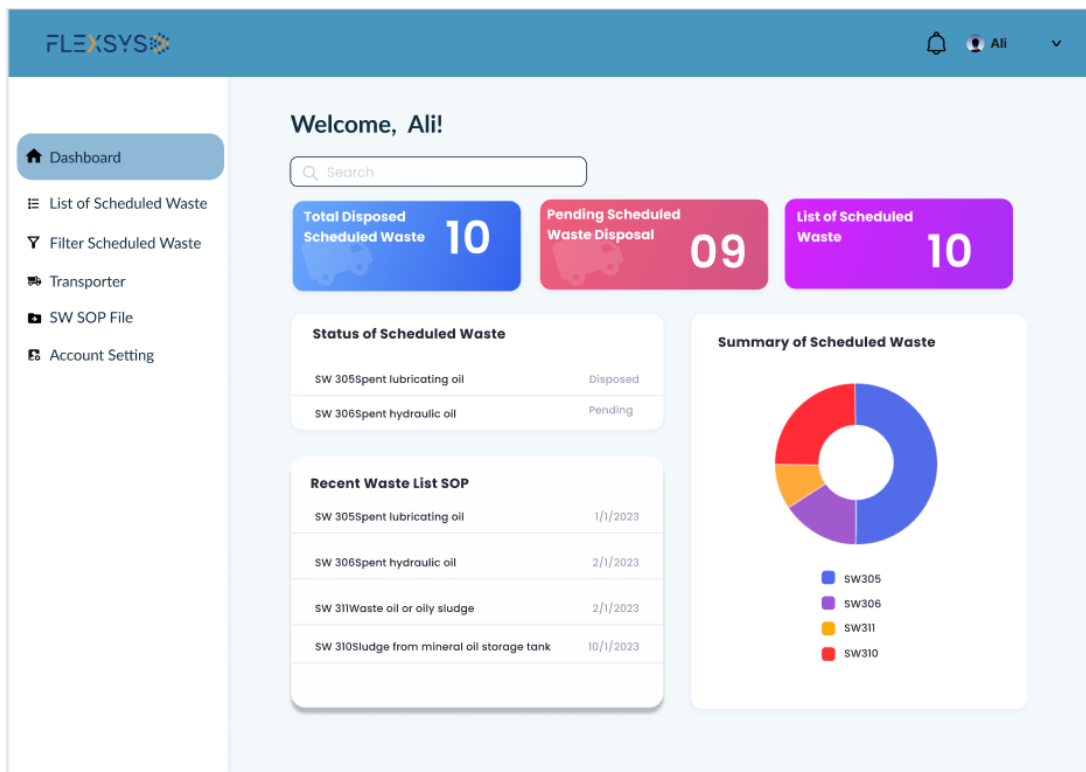 FLEXSYS
Ali
Dashboard
List of Scheduled Waste
Filter Scheduled Waste
Transporter
SW SOP File
Account Setting
Welcome, Ali!
Search
Total Disposed
Scheduled Waste
10
Pending Scheduled
Waste Disposal
09
List of Scheduled
Waste
10
Status of Scheduled Waste
SW 305Spent lubricating oil Disposed
SW 306Spent hydraulic oil Pending
Recent Waste List SOP
SW 305Spent lubricating oil 1/1/2023
SW 306Spent hydraulic oil 2/1/2023
SW 311Waste oil or oily sludge 2/1/2023
SW 310Sludge from mineral oil storage tank 10/1/2023
Summary of Scheduled Waste
SW305
SW306
SW311
SW310